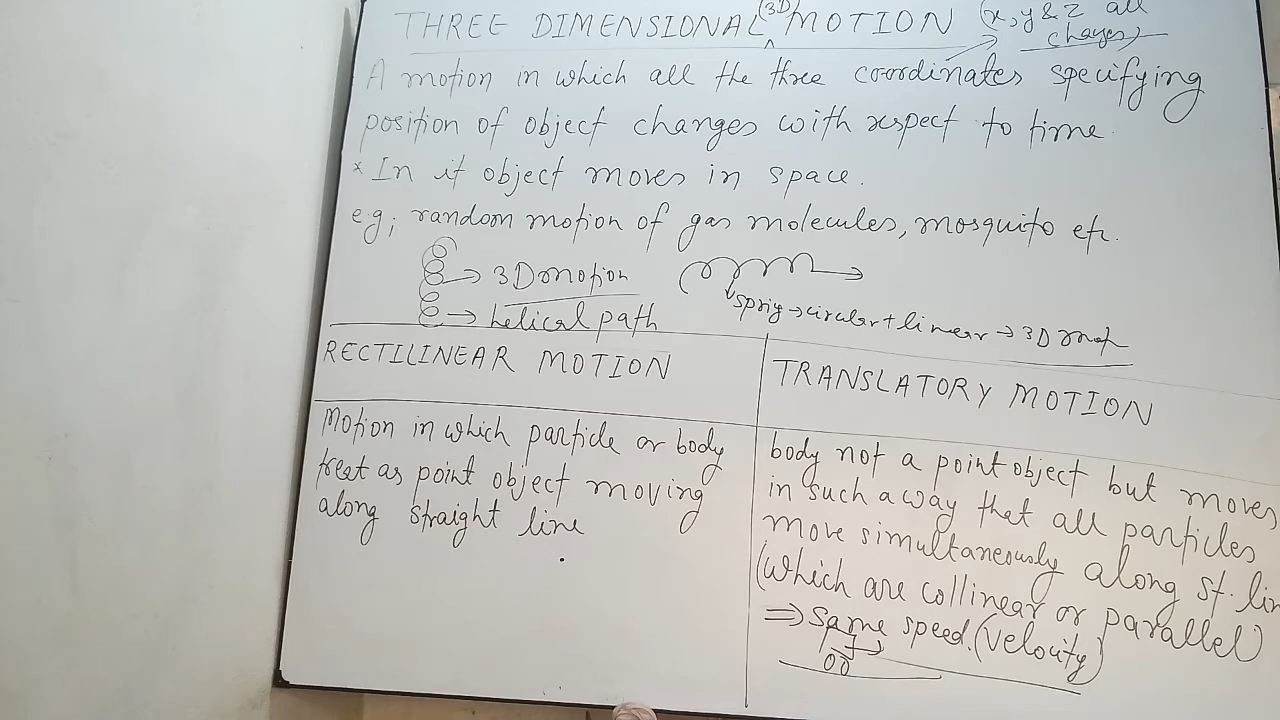 THREE DIMENSIONAL (3D) MOTION (x, y & z all changes)
A motion in which all the three coordinates specifying
position of object changes with respect to time.
* In it object moves in space.
e.g; random motion of gas molecules, mosquito etc.
→ 3D motion
→ helical path
spring → circular + linear → 3D mot
RECTILINEAR MOTION
Motion in which particle or body
treat as point object moving
along straight line
TRANSLATORY MOTION
body not a point object but moves
in such a way that all particles
move simultaneously along st. lin
(which are collinear or parallel)
⇒ Same speed. (velocity)